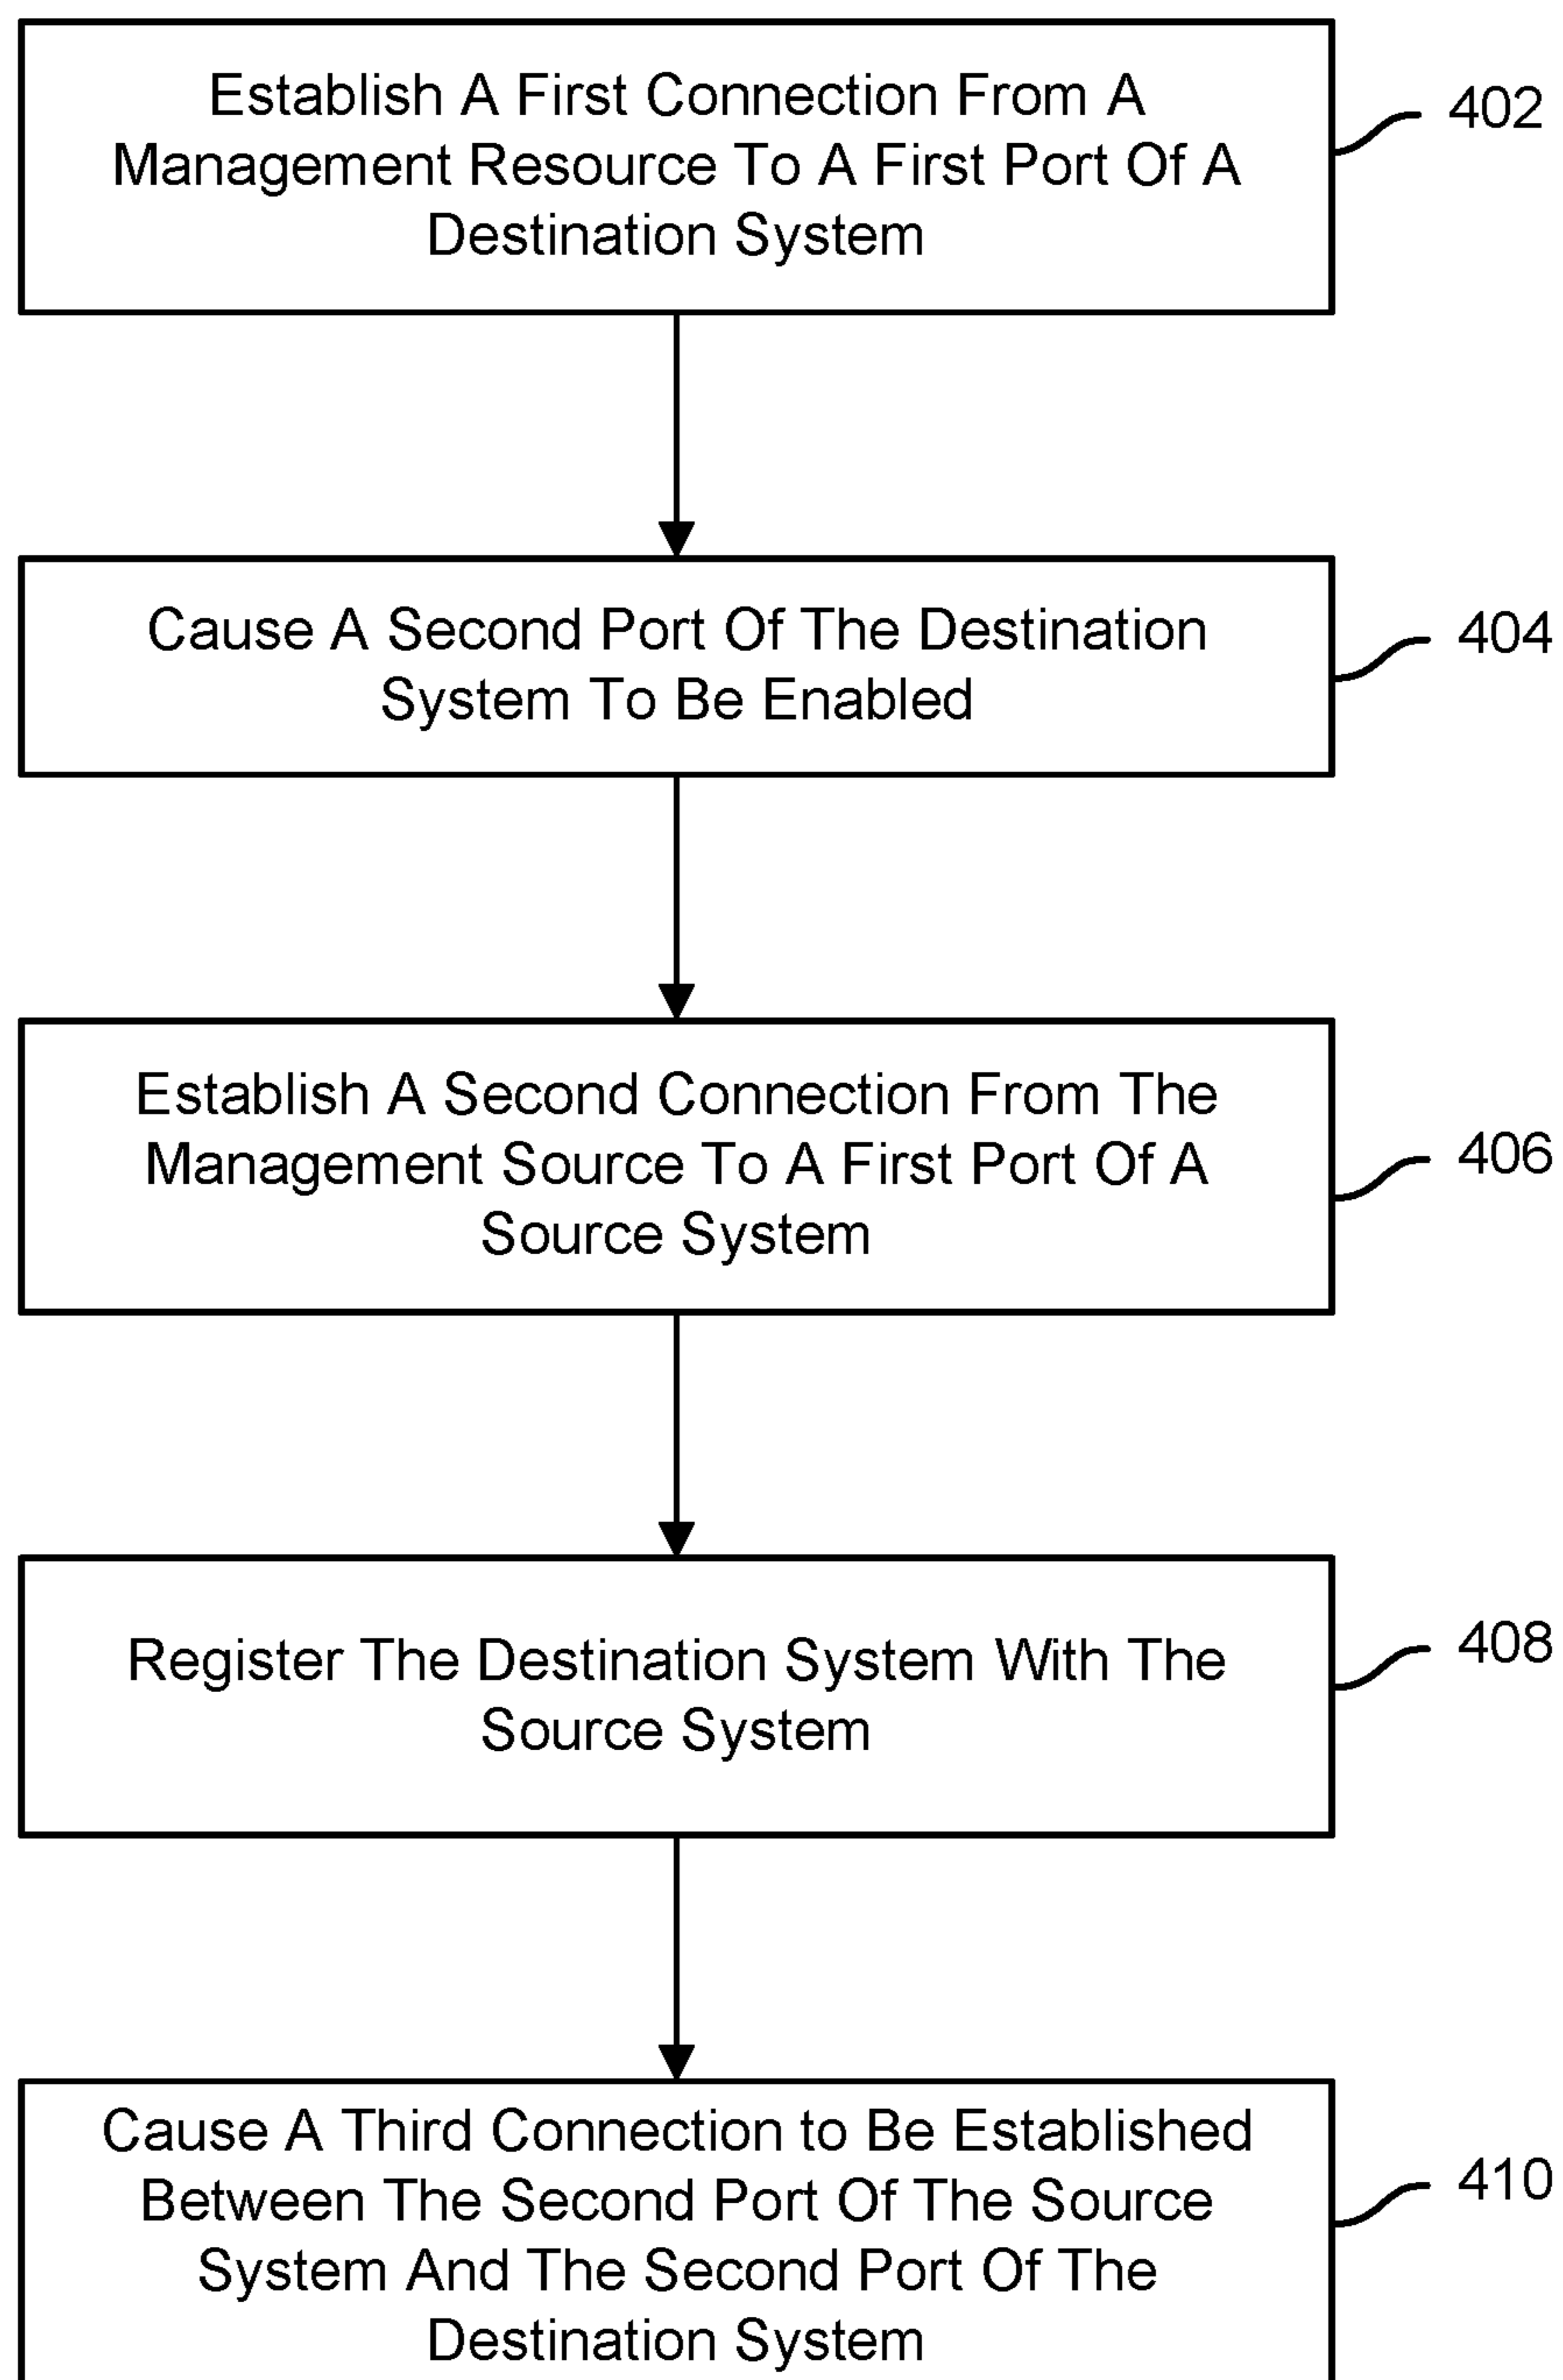 Establish A First Connection From A
Management Resource To A First Port Of A
Destination System
402
Cause A Second Port Of The Destination
System To Be Enabled
404
Establish A Second Connection From The
Management Source To A First Port Of A
Source System
406
Register The Destination System With The
Source System
408
Cause A Third Connection to Be Established
Between The Second Port Of The Source
System And The Second Port Of The
Destination System
410